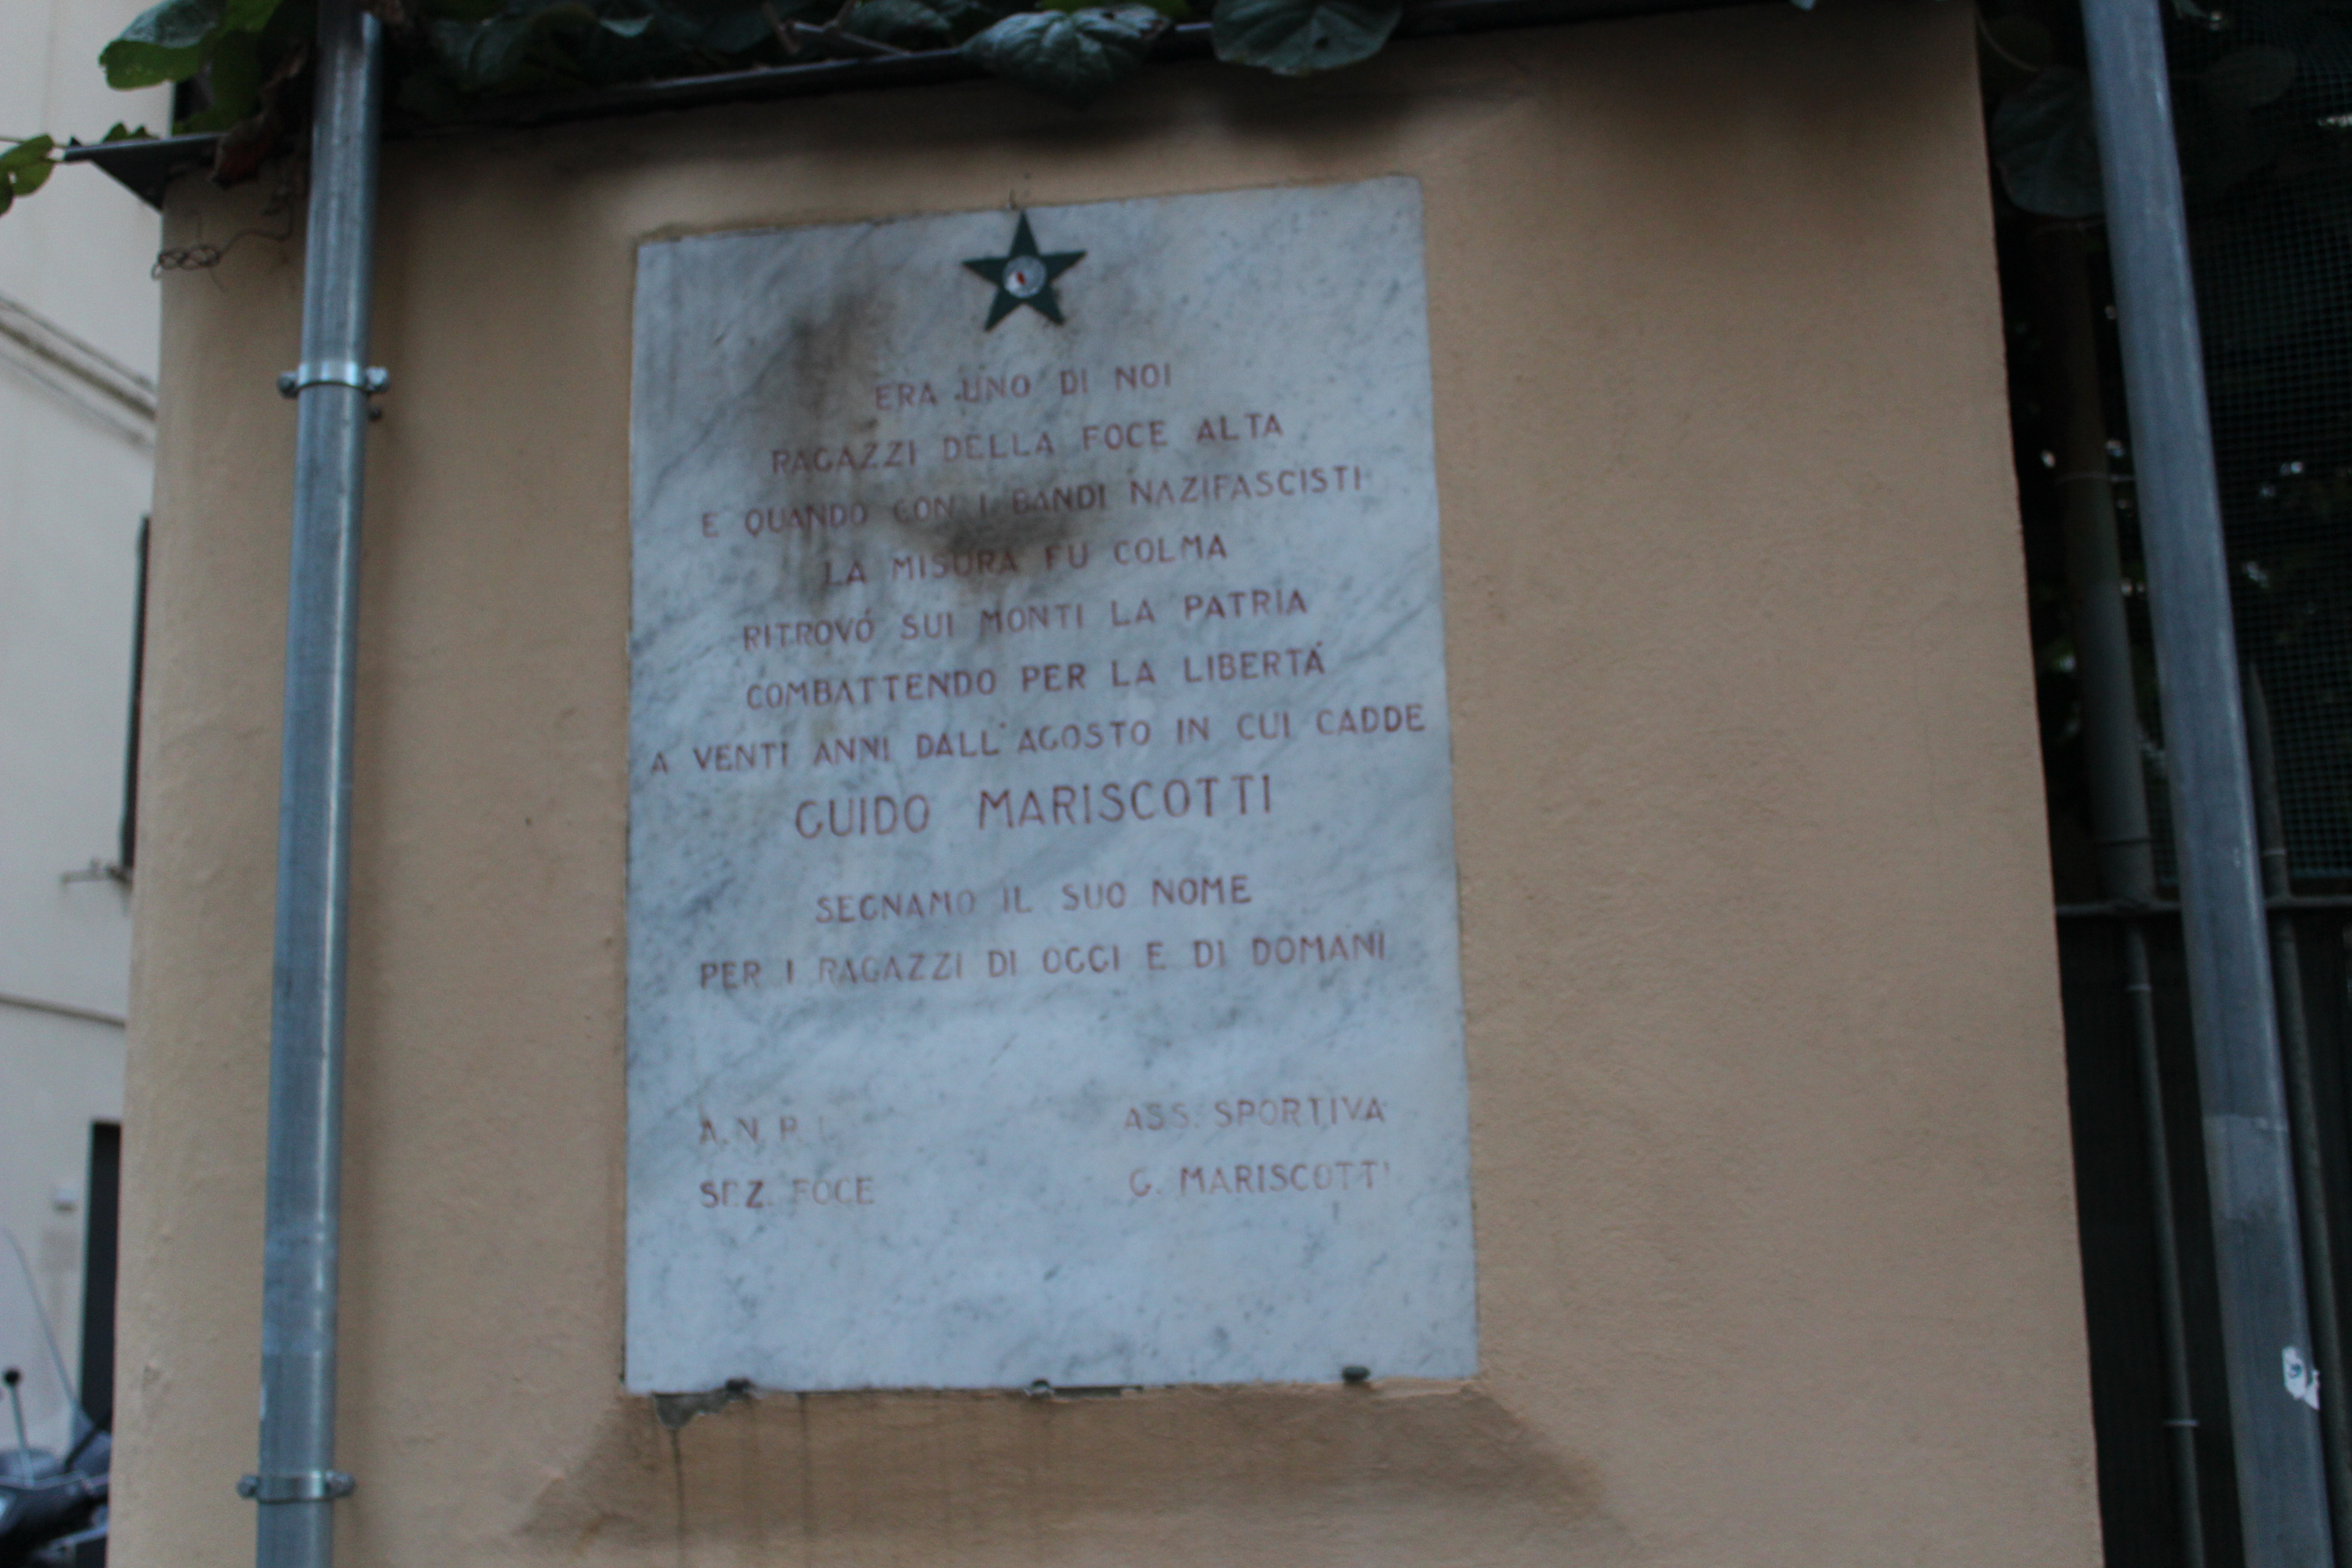 ERA UNO DI NOI
RAGAZZI DELLA FOCE ALTA
E QUANDO CON I BANDI NAZIFASCISTI
LA MISURA FU COLMA
RITROVÓ SUI MONTI LA PATRIA
COMBATTENDO PER LA LIBERTÁ
A VENTI ANNI DALL'AGOSTO IN CUI CADDE
GUIDO MARISCOTTI
SEGNAMO IL SUO NOME
PER I RAGAZZI DI OGGI E DI DOMANI
A.N.P.I.
SEZ. FOCE
ASS. SPORTIVA
G. MARISCOTTI